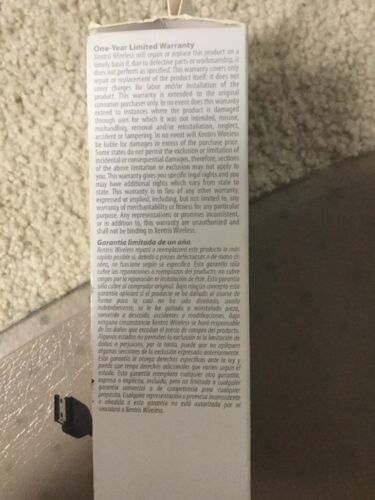 One-Year Limited Warranty
Xentris Wireless will repair or replace this product on a
timely basis if, due to defective parts or workmanship, it
does not perform as specified. This warranty covers only
repair or replacement of the product itself; it does not
cover charges for labor and/or installation of the
product. This warranty is extended to the original
consumer purchaser only. In no event does this warranty
extend to instances where the product is damaged
through uses for which it was not intended, misuse,
mishandling, removal and/or reinstallation, neglect,
accident or tampering. In no event will Xentris Wireless
be liable for damages in excess of the purchase price.
Some states do not permit the exclusion or limitation of
incidental or consequential damages, therefore, sections
of the above limitation or exclusion may not apply to
you. This warranty gives you specific legal rights and you
may have additional rights which vary from state to
state. This warranty is in lieu of any other warranty,
expressed or implied, including, but not limited to, any
warranty of merchantability or fitness for any particular
purpose. Any representations or promises inconsistent,
or in addition to, this warranty are unauthorized and
shall not be binding to Xentris Wireless.
Garantía limitada de un año
Xentris Wireless repará o reemplazará este producto lo más
rápido posible si, debido a piezas defectuosas o de mano de
obra, no funcione según se especifica. Esta garantía sólo
cubre las reparaciones o reemplazos del producto; no cubre
cargos por la reparación o instalación de éste. Esta garantía
sólo cubre al comprador original. Bajo ningún concepto esta
garantía aplicará si el producto se ha dañado al usarse de
forma para la cual no ha sido diseñado, usado
indebidamente, se le ha quitado o reinstalado piezas,
sometido a descuido, accidentes o modificaciones. Bajo
ninguna circunstancia Xentris Wireless se hará responsable
de los daños que excedan el precio de compra del producto.
Algunos estados no permiten la exclusión o la limitación de
daños o perjuicios, por lo tanto, puede que no apliquen
algunas secciones de la exclusión expresada anteriormente.
Esta garantía le otorga derechos específicos ante la ley y
puede que tenga derechos adicionales que varíen según el
estado. Esta garantía reemplaza cualquier otra garantía,
expresa o implícita, incluida, pero no limitada a cualquier
garantía comercial o de competencia para cualquier
propósito. Cualquier representación o promesa inconsistente
o añadida a esta garantía no está autorizada por ni
vinculará a Xentris Wireless.